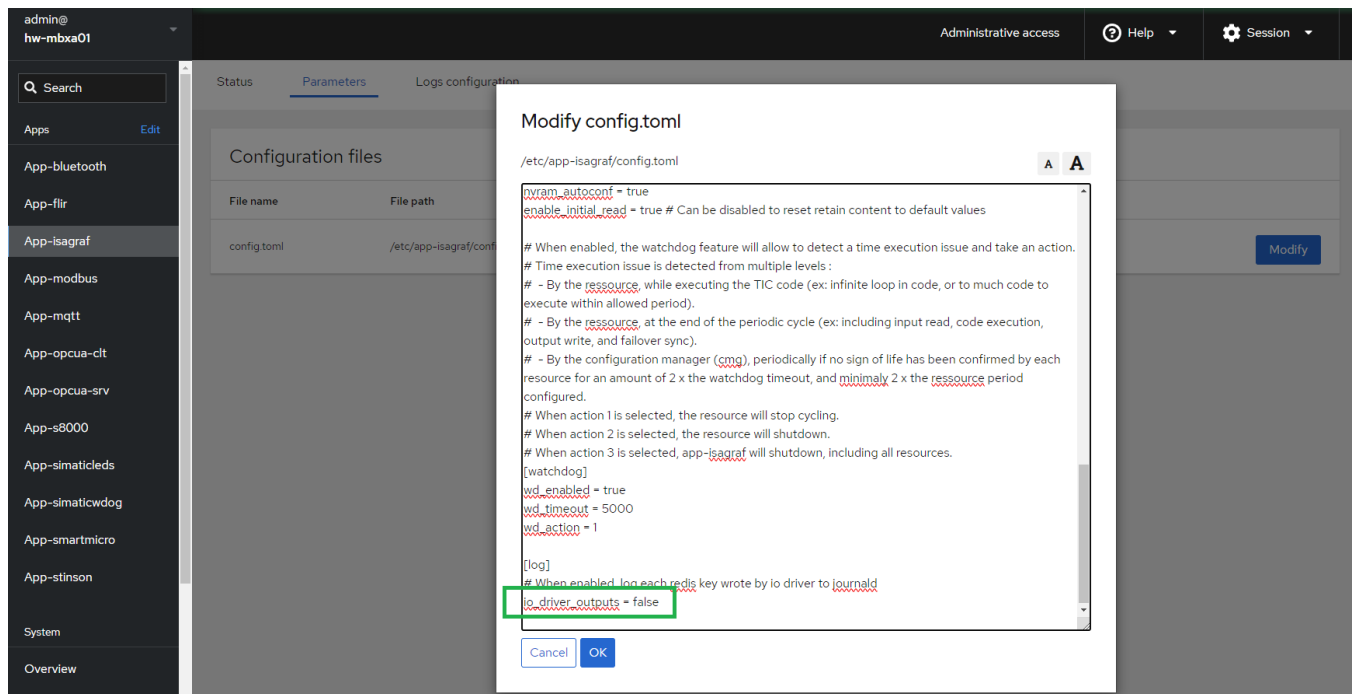 admin@
hw-mbxa01
Administrative access
Help
Session
Search
Apps
Edit
App-bluetooth
App-flir
App-isagraf
App-modbus
App-mqtt
App-opcua-clt
App-opcua-srv
App-s8000
App-simaticleds
App-simaticwdog
App-smartmicro
App-stinson
System
Overview
Status
Parameters
Logs configuration
Configuration files
File name
File path
config.toml
/etc/app-isagraf/conf
Modify
Modify config.toml
/etc/app-isagraf/config.toml
A A
nvram_autoconf = true
enable_initial_read = true # Can be disabled to reset retain content to default values
# When enabled, the watchdog feature will allow to detect a time execution issue and take an action.
# Time execution issue is detected from multiple levels :
# - By the ressource, while executing the TIC code (ex: infinite loop in code, or to much code to
execute within allowed period).
# - By the ressource, at the end of the periodic cycle (ex: including input read, code execution,
output write, and failover sync).
# - By the configuration manager (cmg), periodically if no sign of life has been confirmed by each
resource for an amount of 2 x the watchdog timeout, and minimaly 2 x the ressource period
configured.
# When action 1 is selected, the resource will stop cycling.
# When action 2 is selected, the resource will shutdown.
# When action 3 is selected, app-isagraf will shutdown, including all resources.
[watchdog]
wd_enabled = true
wd_timeout = 5000
wd_action = 1
[log]
# When enabled, log each redis key wrote by io driver to journald
io_driver_outputs = false
Cancel
OK